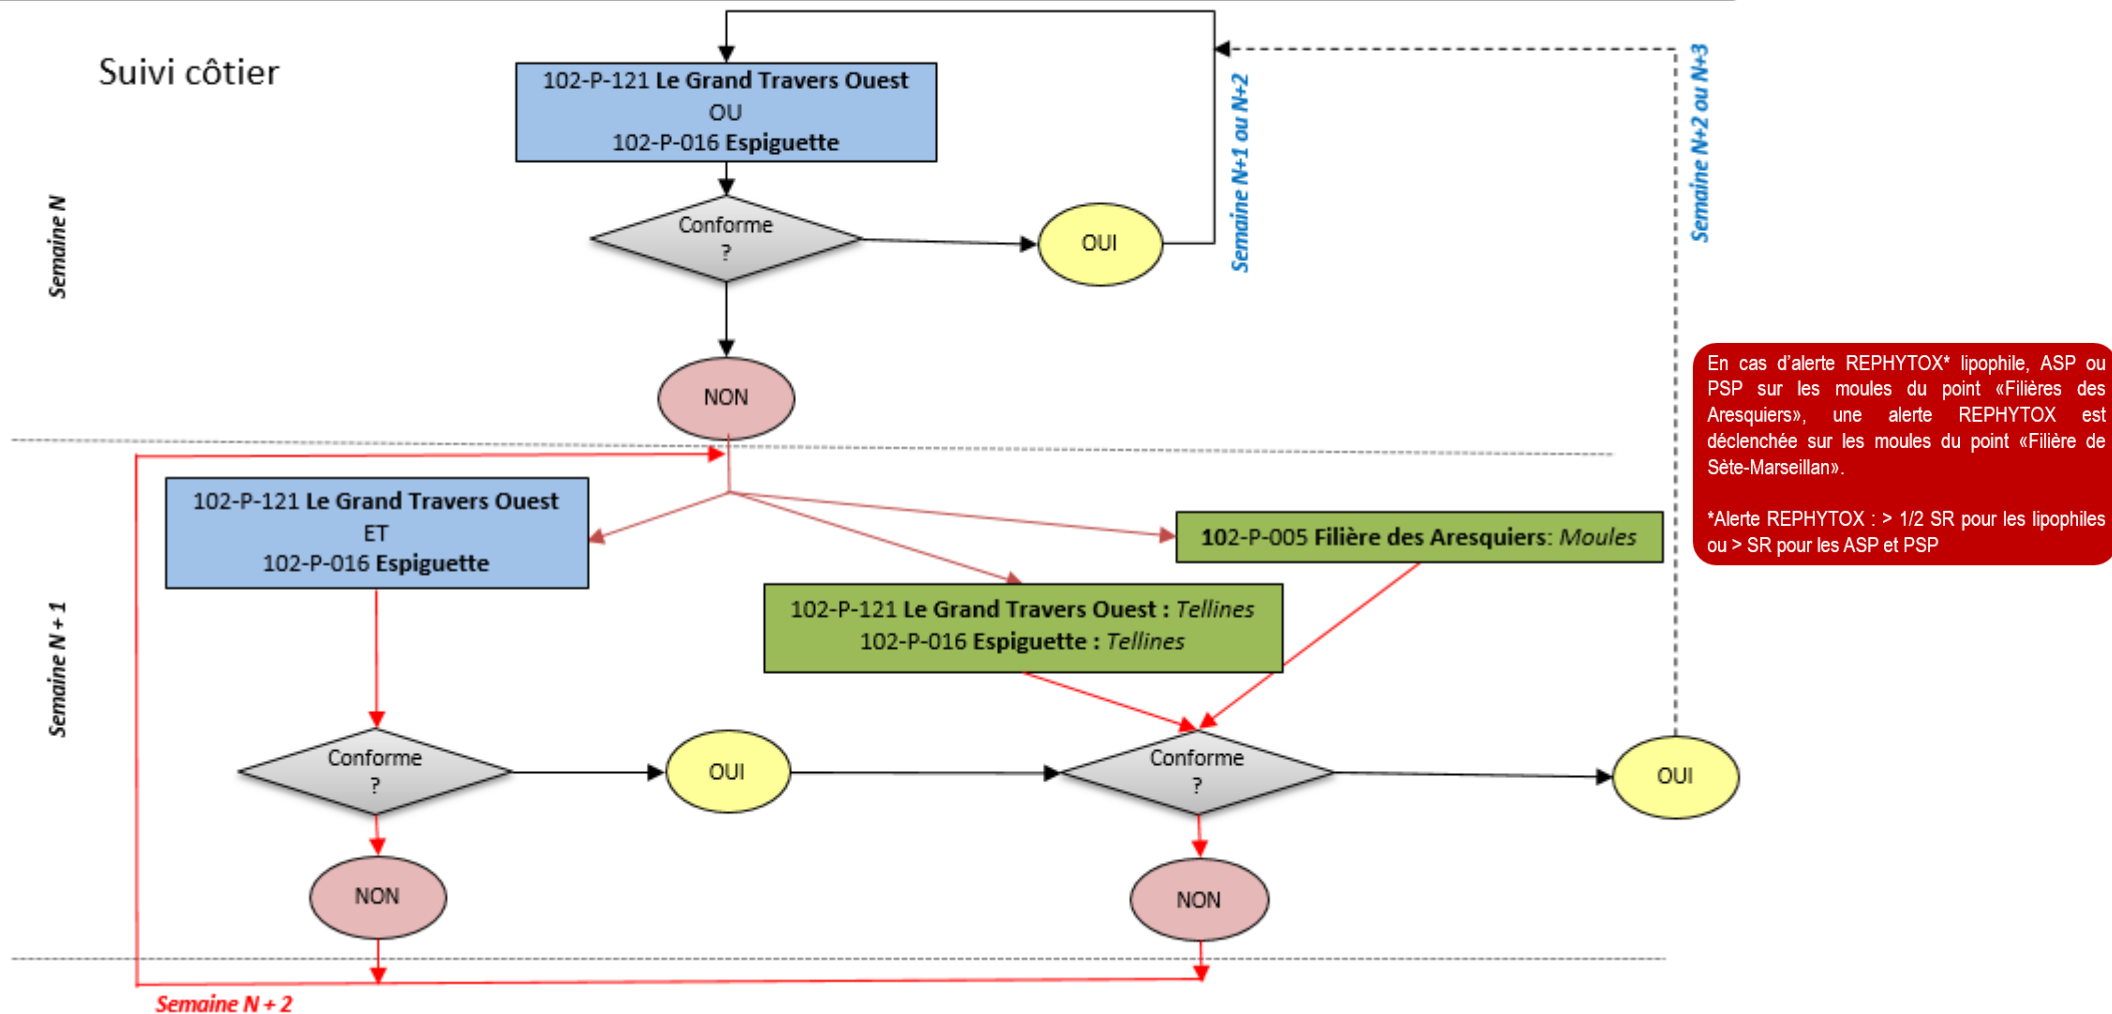 Suivi côtier
102-P-121 Le Grand Travers Ouest
OU
102-P-016 Espiguette
Semaine N
Conforme
?
OUI
Semaine N+1 ou N+2
Semaine N+2 ou N+3
NON
En cas d'alerte REPHYTOX* lipophile, ASP ou
PSP sur les moules du point «Filières des
Aresquiers», une alerte REPHYTOX est
déclenchée sur les moules du point «Filière de
Sète-Marseillan».
*Alerte REPHYTOX : > 1/2 SR pour les lipophiles
ou > SR pour les ASP et PSP
Semaine N + 1
102-P-121 Le Grand Travers Ouest
ET
102-P-016 Espiguette
102-P-005 Filière des Aresquiers: Moules
102-P-121 Le Grand Travers Ouest : Tellines
102-P-016 Espiguette : Tellines
Conforme
?
OUI
Conforme
?
OUI
NON
NON
Semaine N + 2